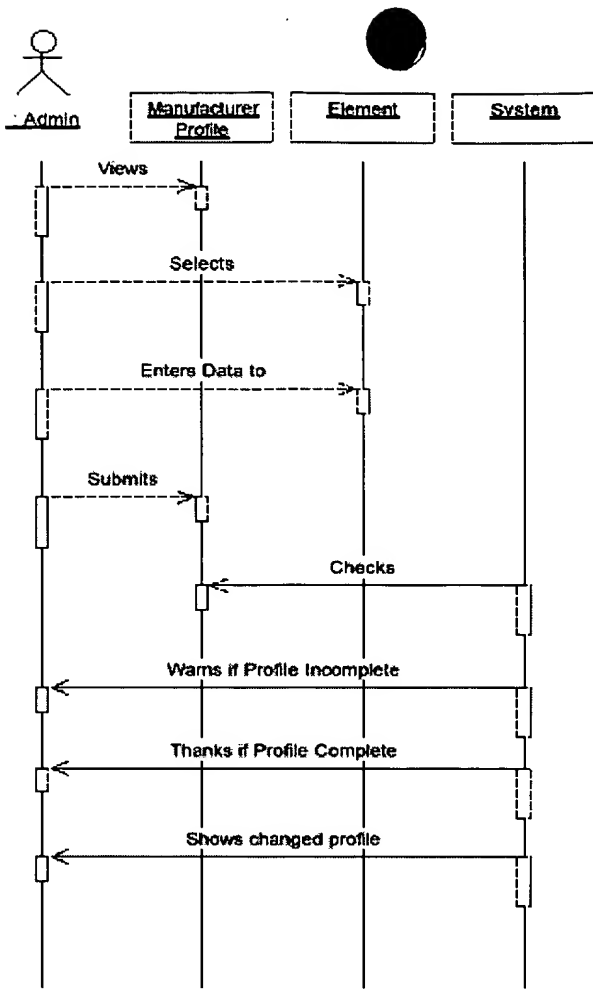 : Admin
Manufacturer
Profile
Element
System
Views
Selects
Enters Data to
Submits
Checks
Warns if Profile Incomplete
Thanks if Profile Complete
Shows changed profile